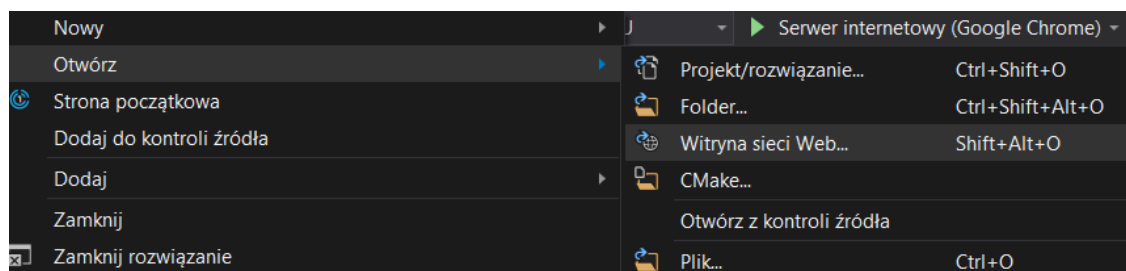 Nowy
Otwórz
Strona początkowa
Dodaj do kontroli źródła
Dodaj
Zamknij
Zamknij rozwiązanie
J Serwer internetowy (Google Chrome)
Projekt/rozwiązanie... Ctrl+Shift+O
Folder... Ctrl+Shift+Alt+O
Witryna sieci Web... Shift+Alt+O
CMake...
Otwórz z kontroli źródła
Plik... Ctrl+O